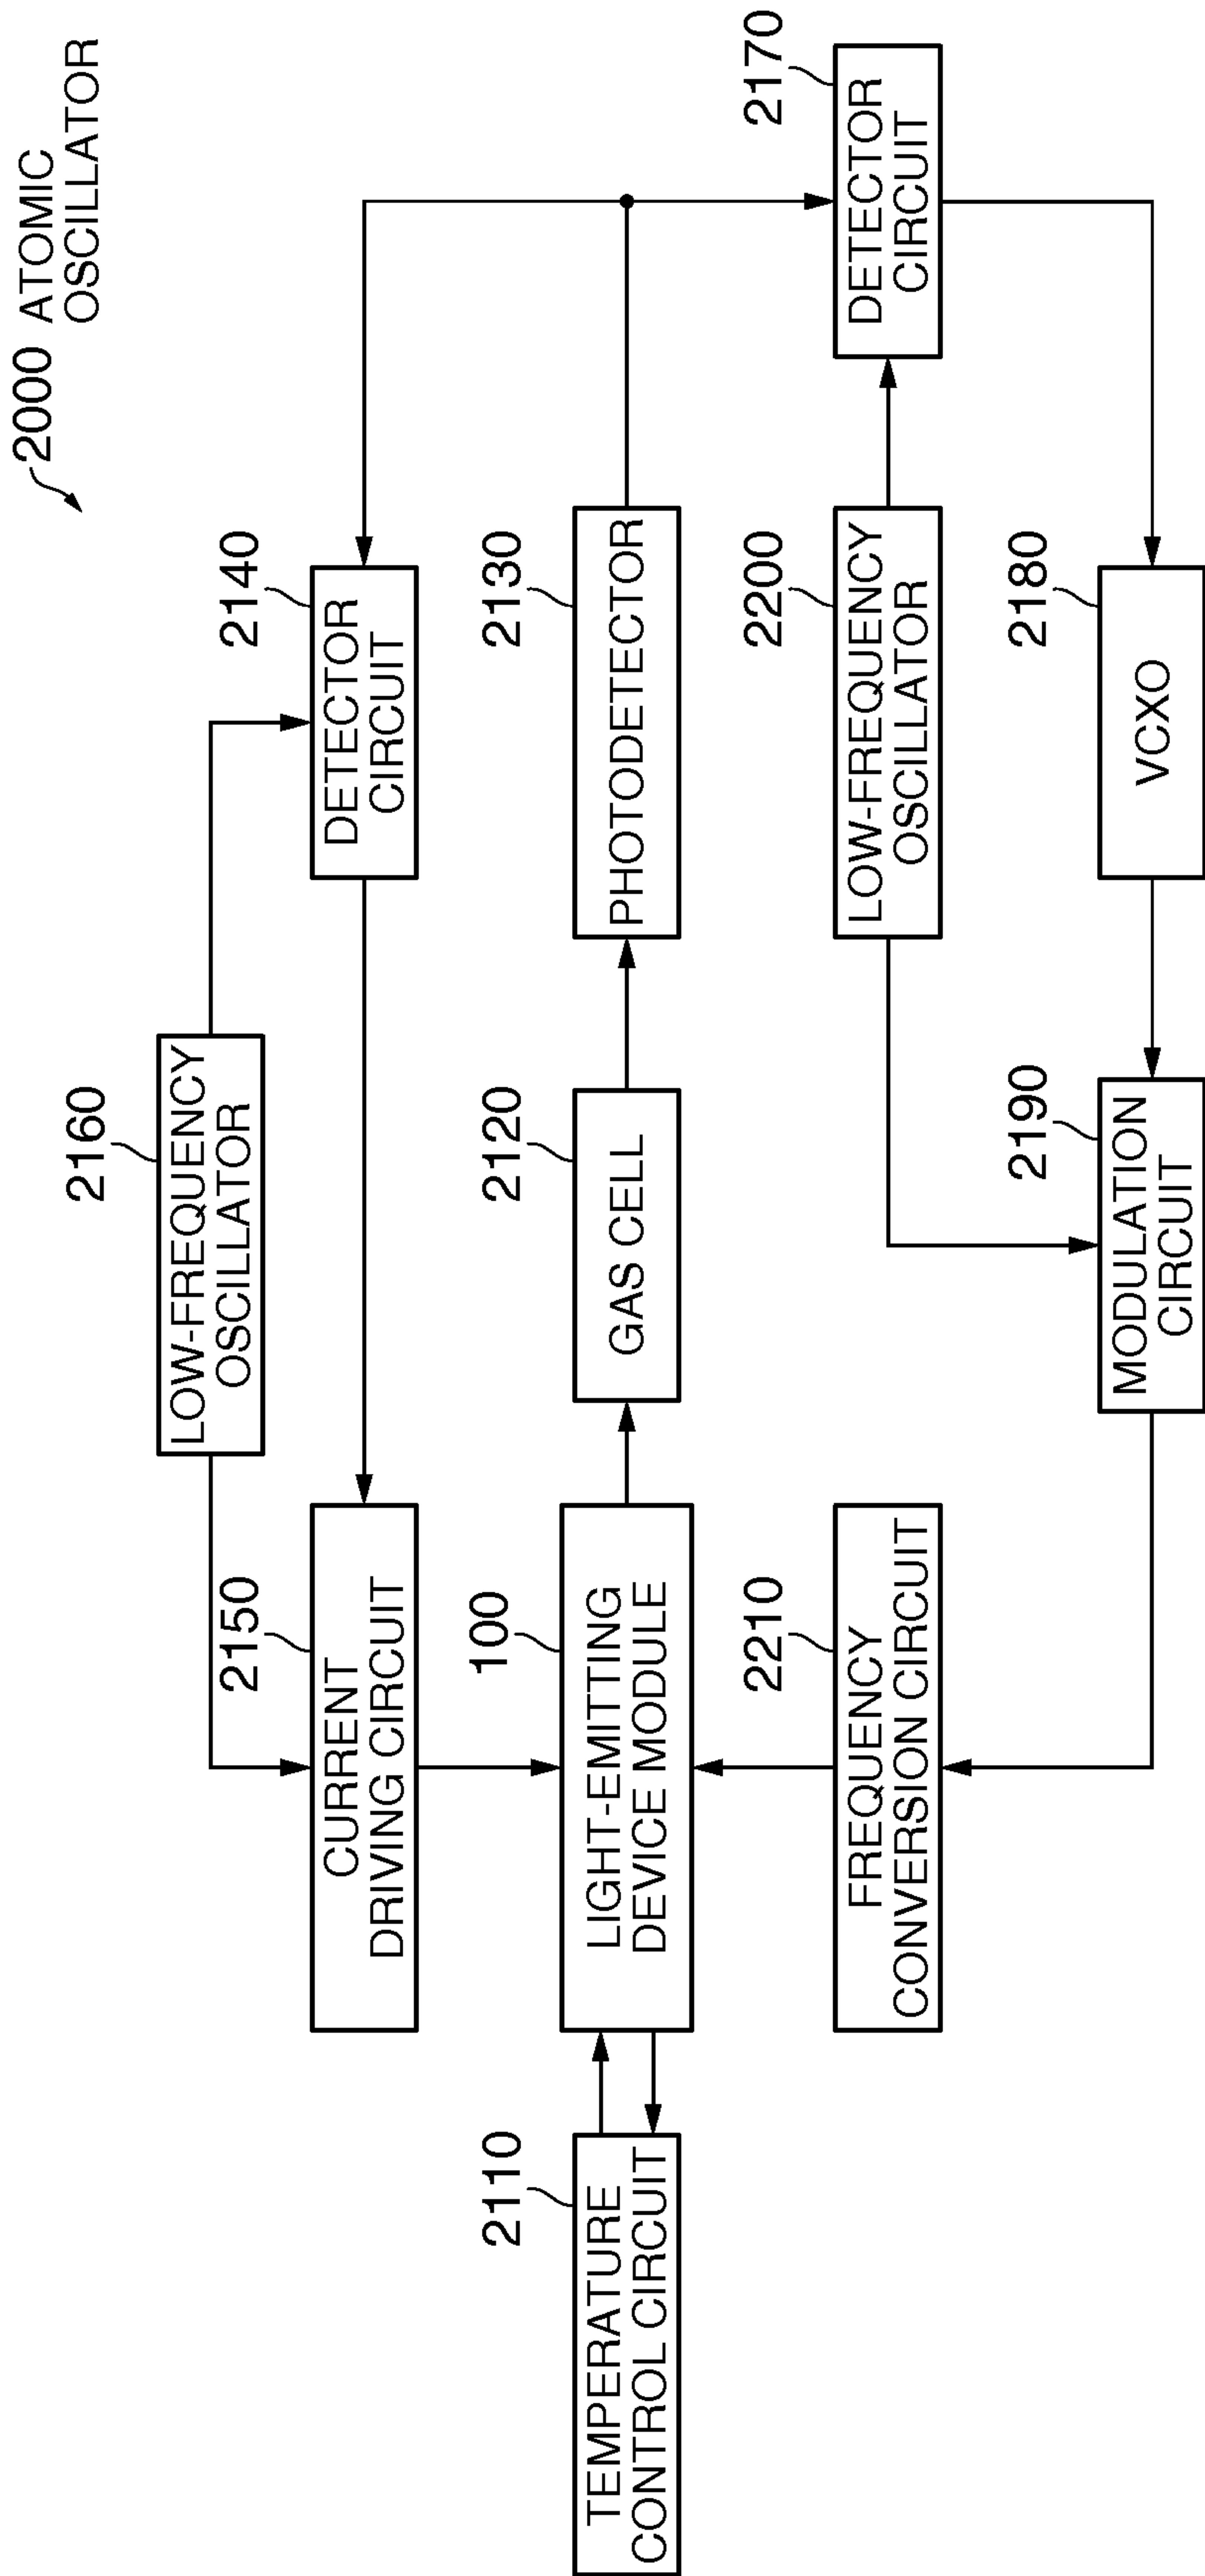 2000 ATOMIC
OSCILLATOR
2160
LOW-FREQUENCY
OSCILLATOR
2150
CURRENT
DRIVING CIRCUIT
2140
DETECTOR
CIRCUIT
2110
TEMPERATURE
CONTROL CIRCUIT
100
LIGHT-EMITTING
DEVICE MODULE
2120
GAS CELL
2130
PHOTODETECTOR
2210
FREQUENCY
CONVERSION CIRCUIT
2200
LOW-FREQUENCY
OSCILLATOR
2170
DETECTOR
CIRCUIT
2190
MODULATION
CIRCUIT
2180
VCXO